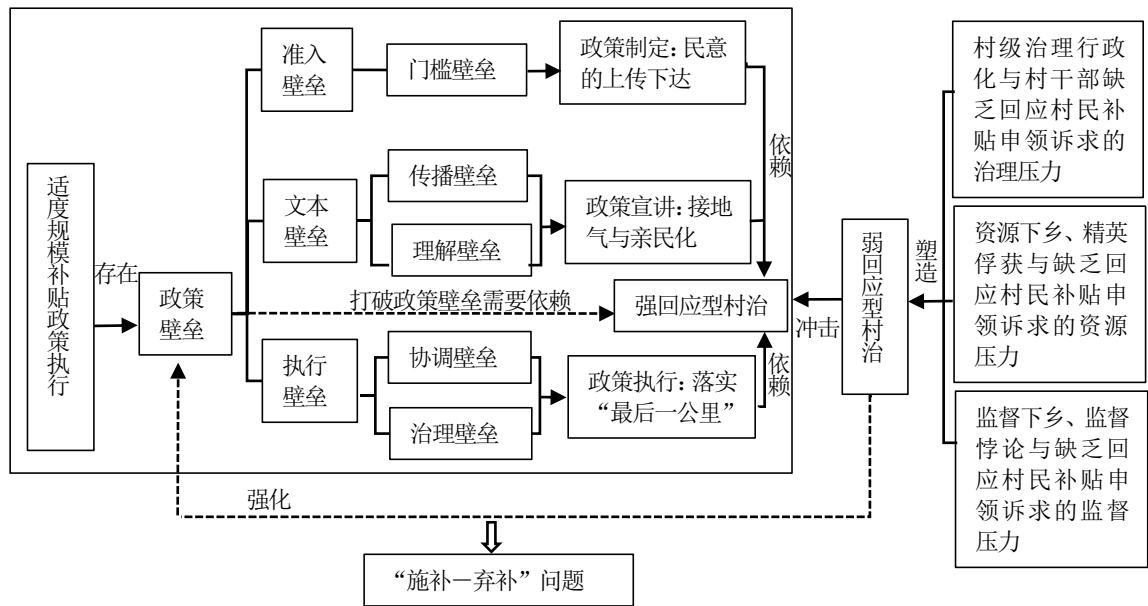 适度规模补贴政策执行
存在
政策
壁垒
准入
壁垒
门槛壁垒
政策制定：民意
的上传下达
依赖
文本
壁垒
传播壁垒
理解壁垒
政策宣讲：接地
气与亲民化
打破政策壁垒需要依赖
强回应型村治
执行
壁垒
协调壁垒
治理壁垒
政策执行：落实
“最后一公里”
依赖
冲击
弱回应型村治
塑造
村级治理行政
化与村干部缺
乏回应村民补
贴申领诉求的
治理压力
资源下乡、精英
俘获与缺乏回
应村民补贴申
领诉求的资源
压力
监督下乡、监督
悖论与缺乏回
应村民补贴申
领诉求的监督
压力
强化
“施补—弃补”问题